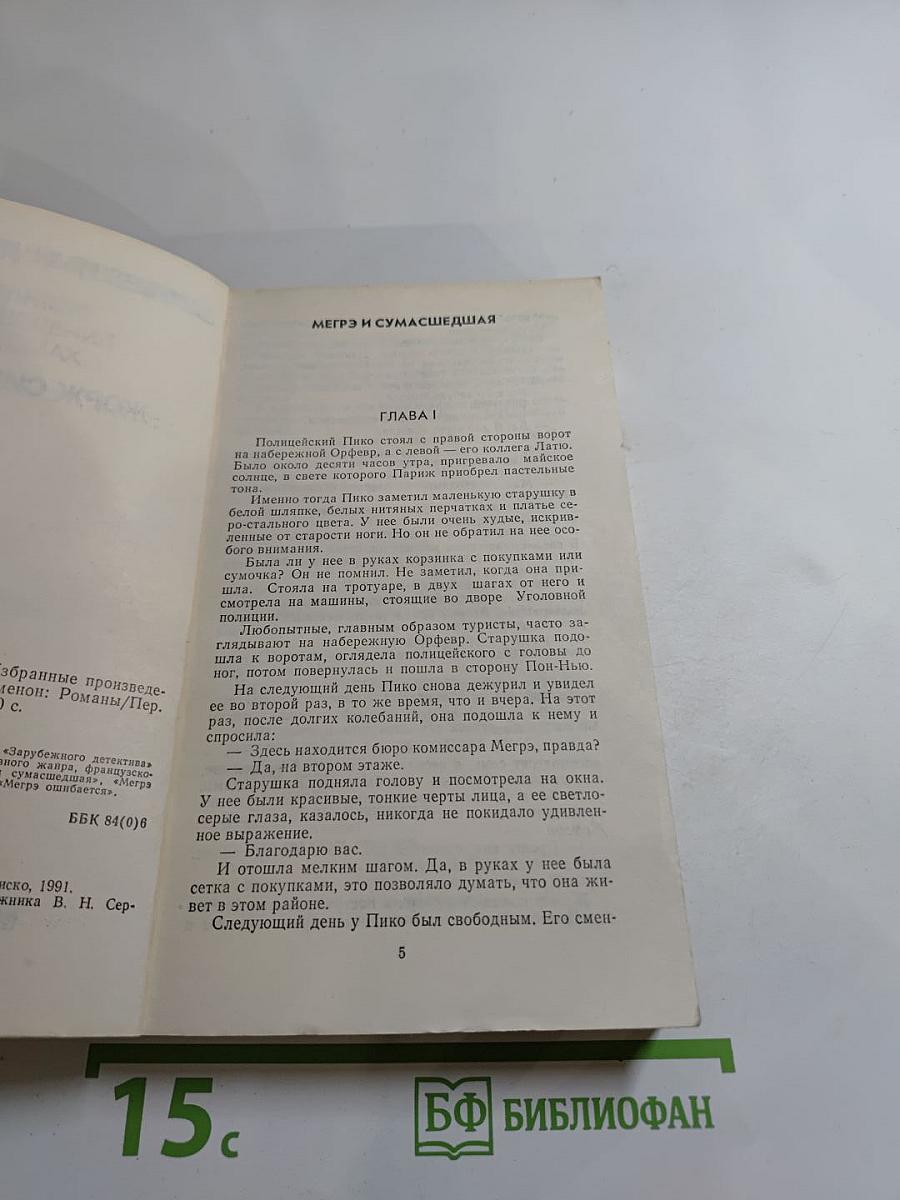 збранные произведе-
менон: Романы/Пер.
0 с.
«Зарубежного детектива»
вного жанра, французско-
и сумасшедшая», «Мегрэ
«Мегрэ ошибается».
ББК 84(0)6
нско, 1991.
жника В. Н. Сер-
МЕГРЭ И СУМАСШЕДШАЯ
ГЛАВА I
Полицейский Пико стоял с правой стороны ворот
на набережной Орфевр, а с левой — его коллега Латю.
Было около десяти часов утра, пригревало майское
солнце, в свете которого Париж приобрел пастельные
тона.
Именно тогда Пико заметил маленькую старушку в
белой шляпке, белых нитяных перчатках и платье се-
ро-стального цвета. У нее были очень худые, искрив-
ленные от старости ноги. Но он не обратил на нее осо-
бого внимания.
Была ли у нее в руках корзинка с покупками или
сумочка? Он не помнил. Не заметил, когда она при-
шла. Стояла на тротуаре, в двух шагах от него и
смотрела на машины, стоящие во дворе Уголовной
полиции.
Любопытные, главным образом туристы, часто за-
глядывают на набережную Орфевр. Старушка подо-
шла к воротам, оглядела полицейского с головы до
ног, потом повернулась и пошла в сторону Пон-Нью.
На следующий день Пико снова дежурил и увидел
ее во второй раз, в то же время, что и вчера. На этот
раз, после долгих колебаний, она подошла к нему и
спросила:
— Здесь находится бюро комиссара Мегрэ, правда?
— Да, на втором этаже.
Старушка подняла голову и посмотрела на окна.
У нее были красивые, тонкие черты лица, а ее светло-
серые глаза, казалось, никогда не покидало удивлен-
ное выражение.
— Благодарю вас.
И отошла мелким шагом. Да, в руках у нее была
сетка с покупками, это позволяло думать, что она жи-
вет в этом районе.
Следующий день у Пико был свободным. Его смен-
5
15 с
БФ БИБЛИОФАН